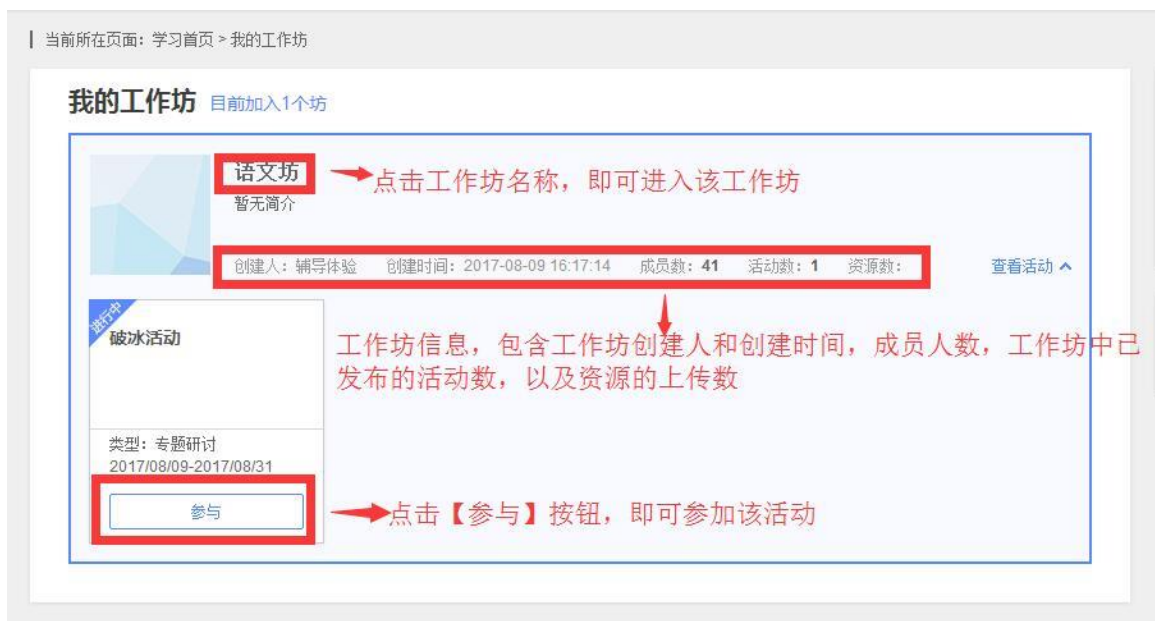 当前所在页面：学习首页 > 我的工作坊
我的工作坊 目前加入1个坊
语文坊 点击工作坊名称，即可进入该工作坊
暂无简介
创建人：辅导体验 创建时间：2017-08-09 16:17:14 成员数：41 活动数：1 资源数： 查看活动
进行中
破冰活动
工作坊信息，包含工作坊创建人和创建时间，成员人数，工作坊中已
发布的活动数，以及资源的上传数
类型：专题研讨
2017/08/09-2017/08/31
参与 点击【参与】按钮，即可参加该活动